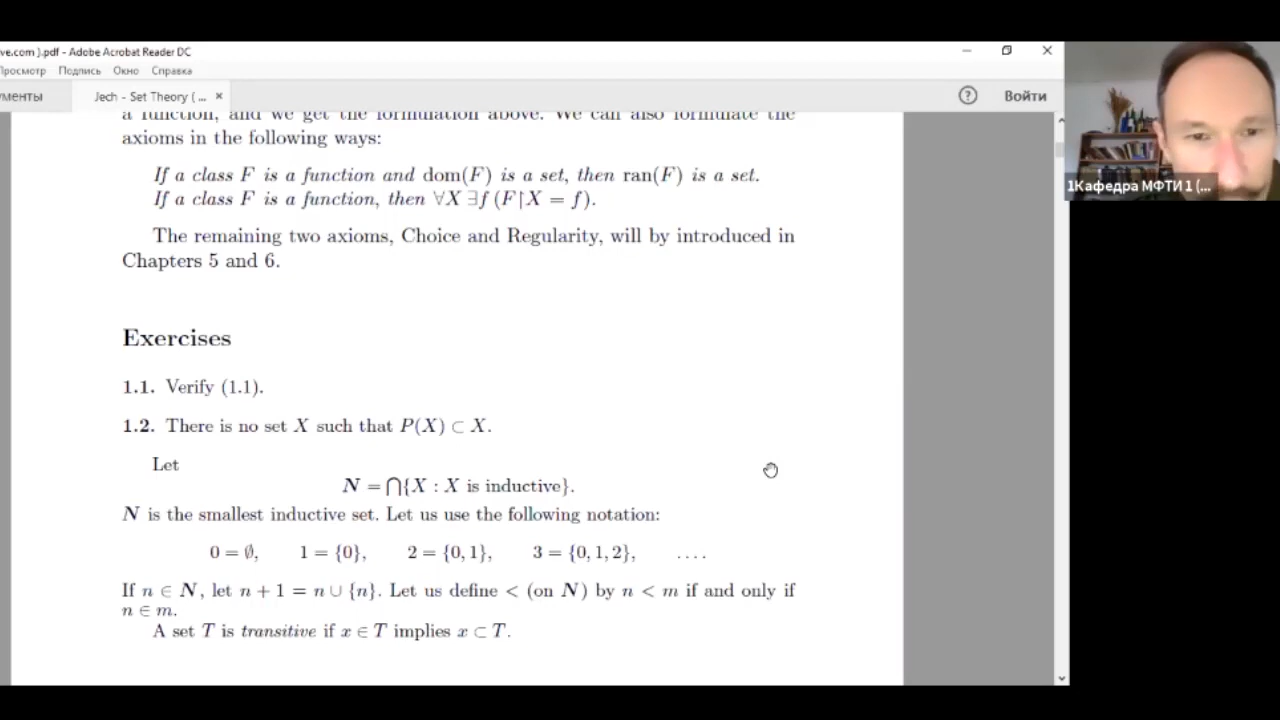 ve.com ).pdf - Adobe Acrobat Reader DC
Просмотр Подпись Окно Справка
ументы Jech - Set Theory ( ... × ? Войти
a function, and we get the formulation above. We can also formulate the
axioms in the following ways:
If a class F is a function and dom(F) is a set, then ran(F) is a set.
If a class F is a function, then ∀X ∃f (F↾X = f).
The remaining two axioms, Choice and Regularity, will by introduced in
Chapters 5 and 6.
Exercises
1.1. Verify (1.1).
1.2. There is no set X such that P(X) ⊂ X.
Let
N = ⋂{X : X is inductive}.
N is the smallest inductive set. Let us use the following notation:
0 = ∅, 1 = {0}, 2 = {0, 1}, 3 = {0, 1, 2}, ....
If n ∈ N, let n + 1 = n ∪ {n}. Let us define < (on N) by n < m if and only if
n ∈ m.
A set T is transitive if x ∈ T implies x ⊂ T.
1Кафедра МФТИ 1 (...